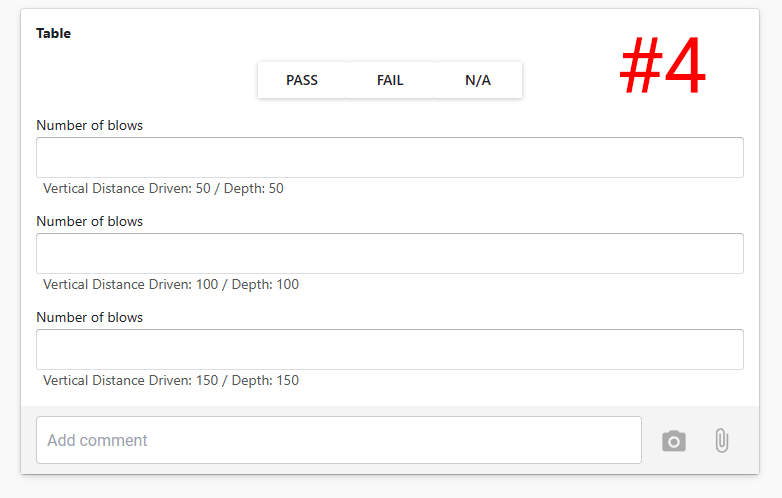 Table
#4
PASS FAIL N/A
Number of blows
Vertical Distance Driven: 50 / Depth: 50
Number of blows
Vertical Distance Driven: 100 / Depth: 100
Number of blows
Vertical Distance Driven: 150 / Depth: 150
Add comment